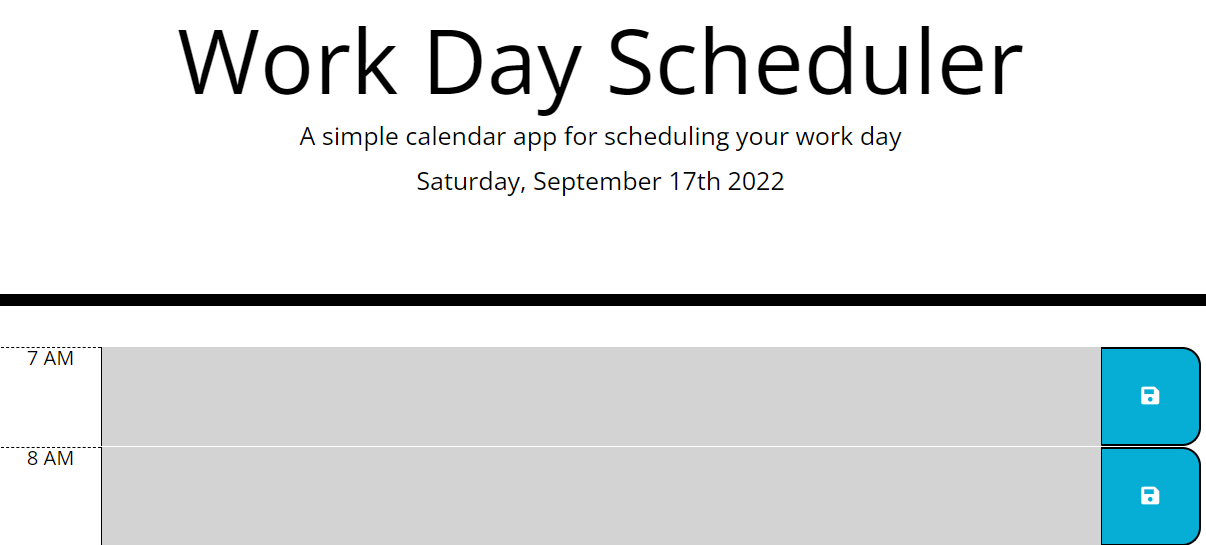 Work Day Scheduler
A simple calendar app for scheduling your work day
Saturday, September 17th 2022
7 AM
8 AM